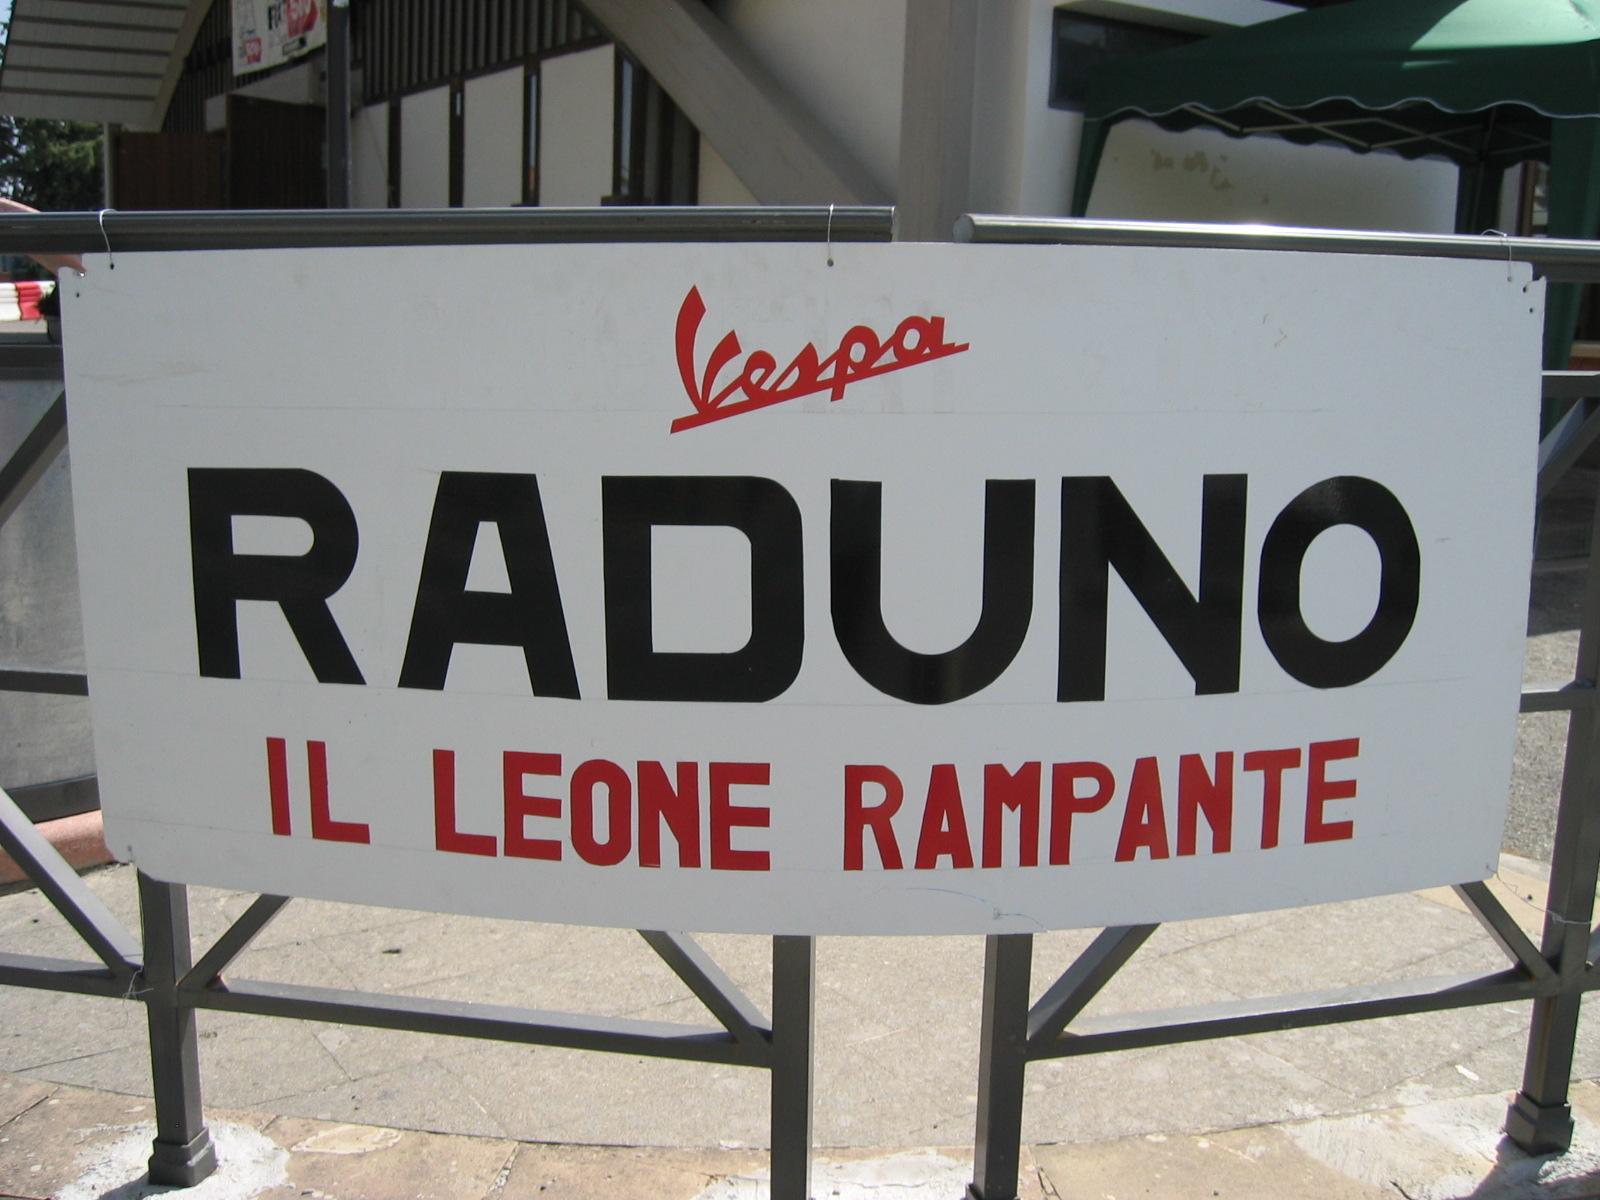 Vespa
RADUNO
IL LEONE RAMPANTE